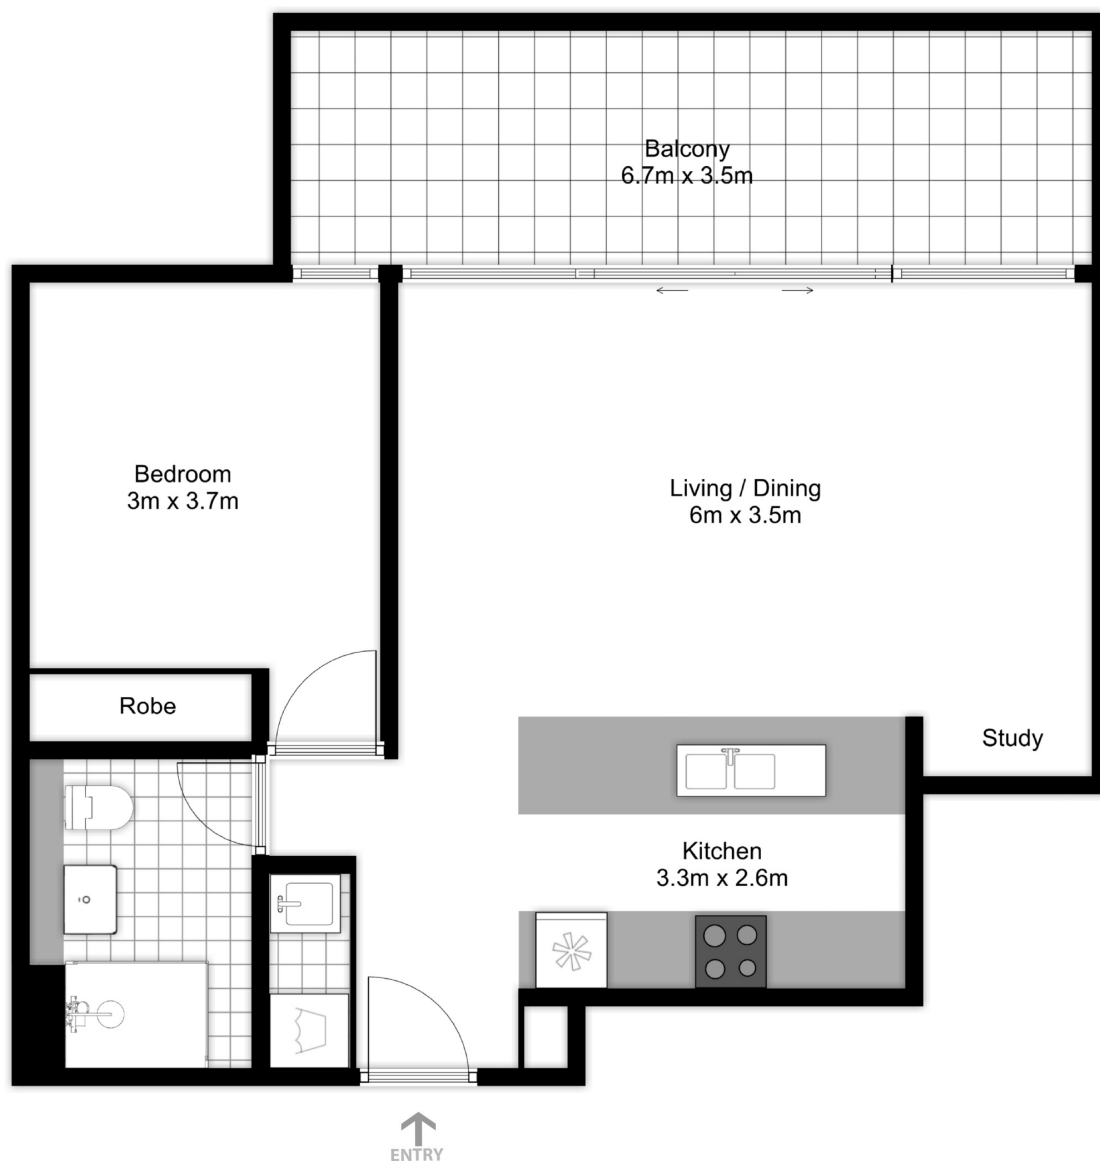 Balcony
6.7m x 3.5m
Bedroom
3m x 3.7m
Living / Dining
6m x 3.5m
Robe
Study
Kitchen
3.3m x 2.6m
ENTRY